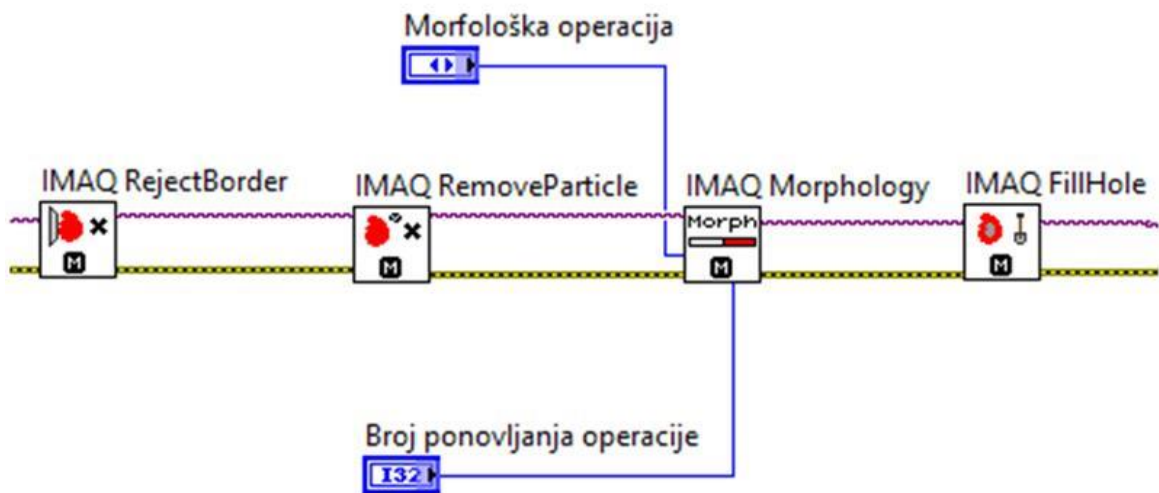 Morfološka operacija
IMAQ RejectBorder
IMAQ RemoveParticle
IMAQ Morphology
IMAQ FillHole
M
M
Morph
M
M
Broj ponovljanja operacije
I32